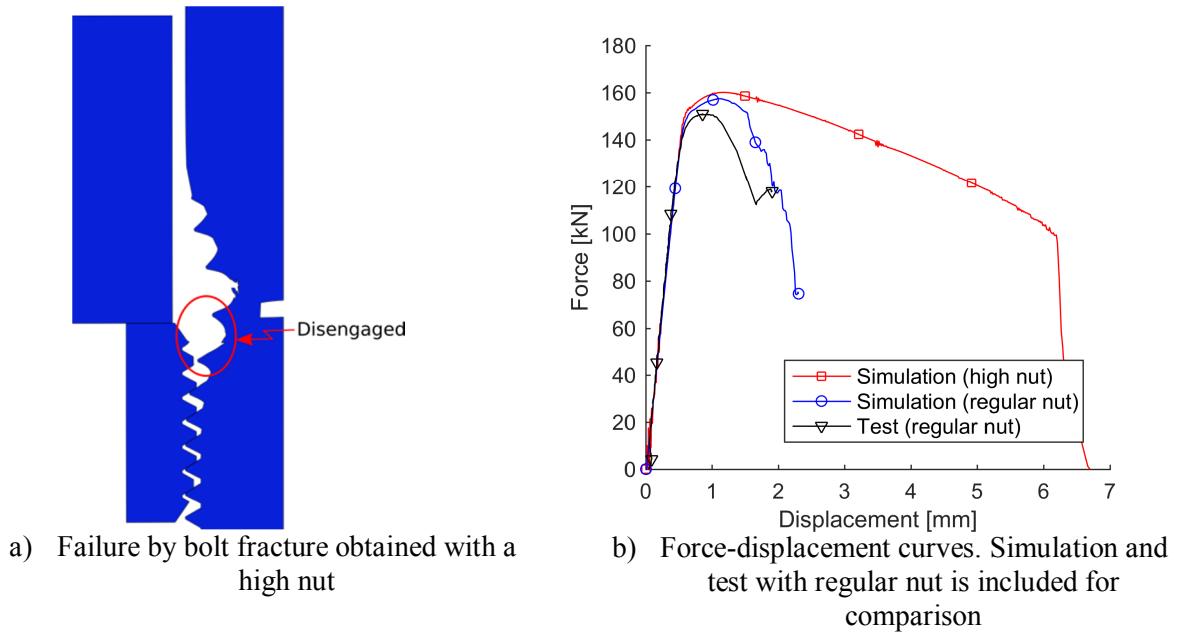 Disengaged
180
160
140
120
100
80
60
40
20
0
Force [kN]
Simulation (high nut)
Simulation (regular nut)
Test (regular nut)
0 1 2 3 4 5 6 7
Displacement [mm]
a) Failure by bolt fracture obtained with a
high nut
b) Force-displacement curves. Simulation and
test with regular nut is included for
comparison